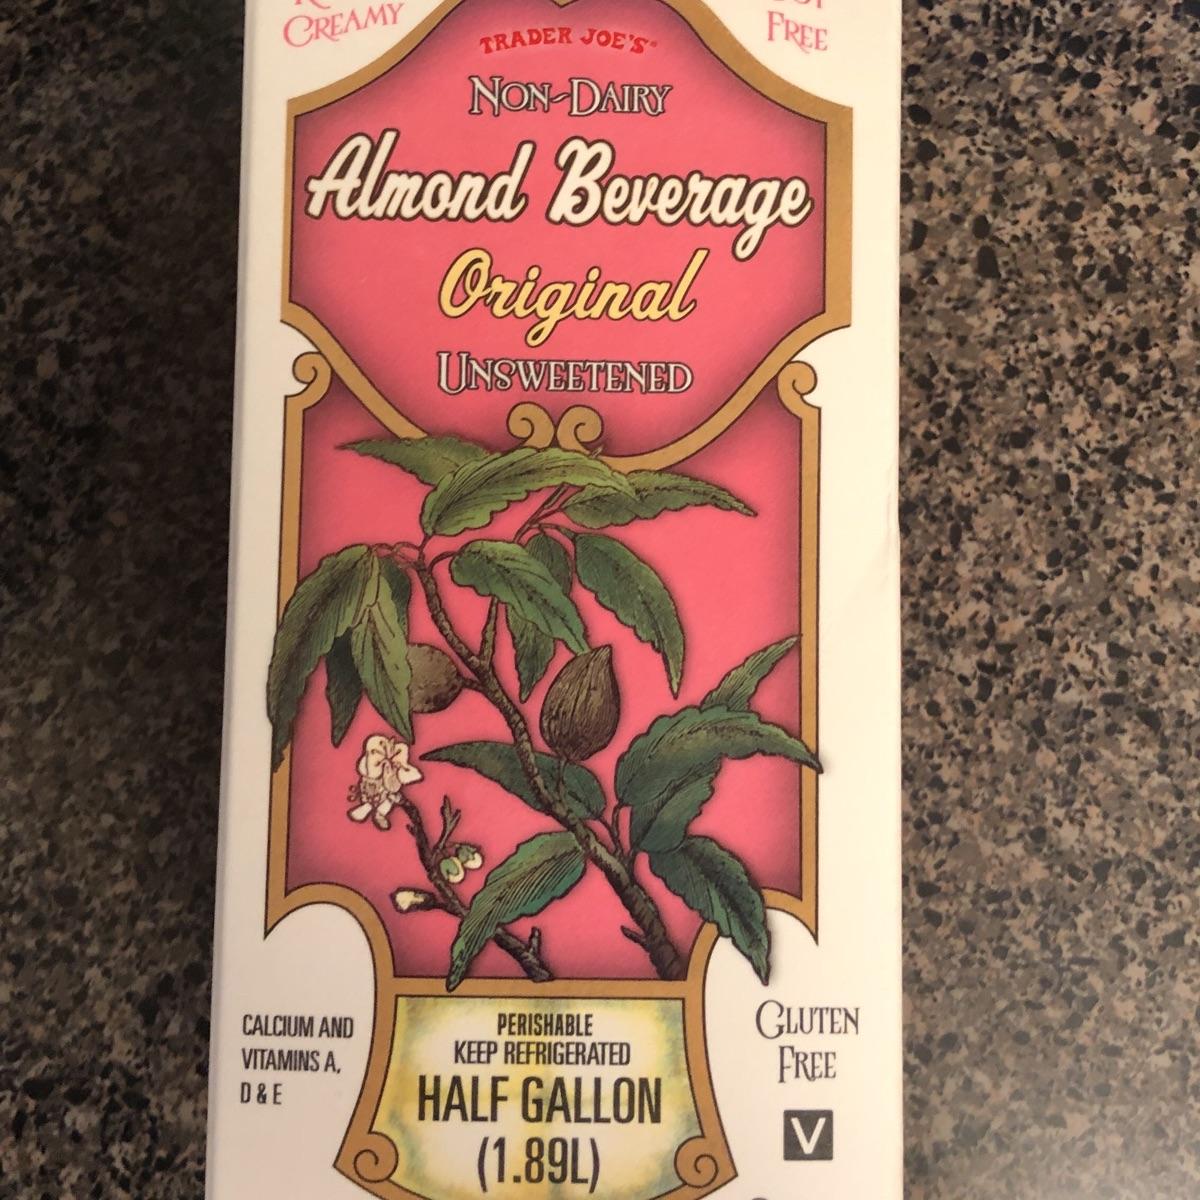 CREAMY
FREE
TRADER JOE'S
NON-DAIRY
Almond Beverage
Original
UNSWEETENED
CALCIUM AND
VITAMINS A,
D & E
PERISHABLE
KEEP REFRIGERATED
HALF GALLON
(1.89L)
GLUTEN
FREE
V